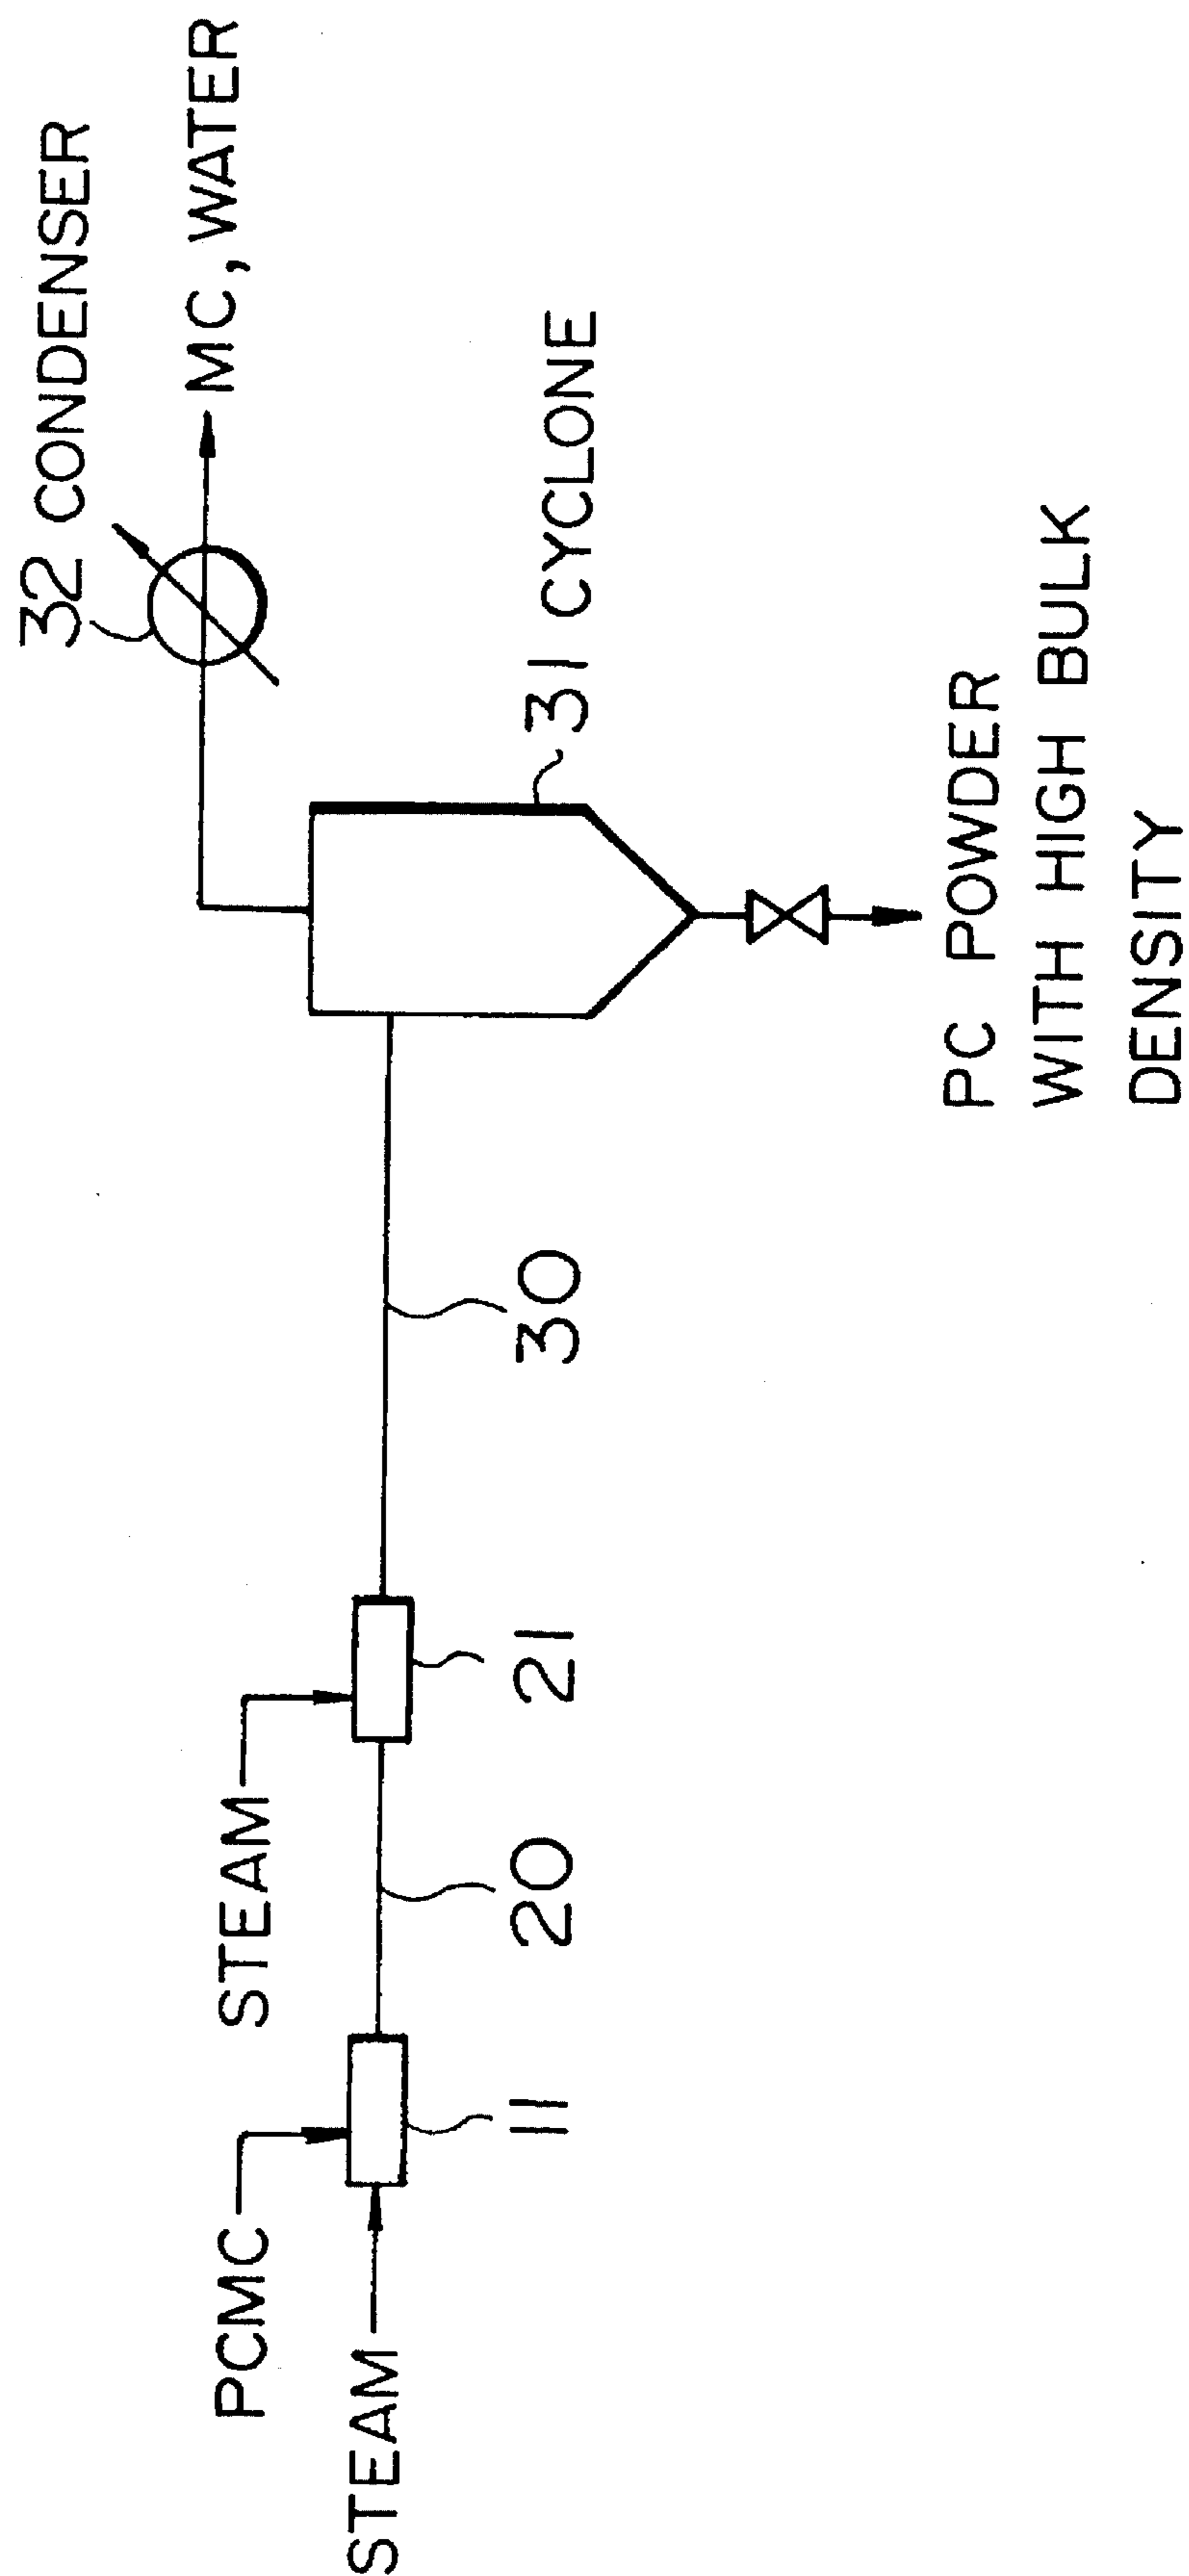 32 CONDENSER
MC, WATER
31 CYCLONE
PC POWDER
WITH HIGH BULK
DENSITY
30
STEAM
21
20
PCMC
11
STEAM